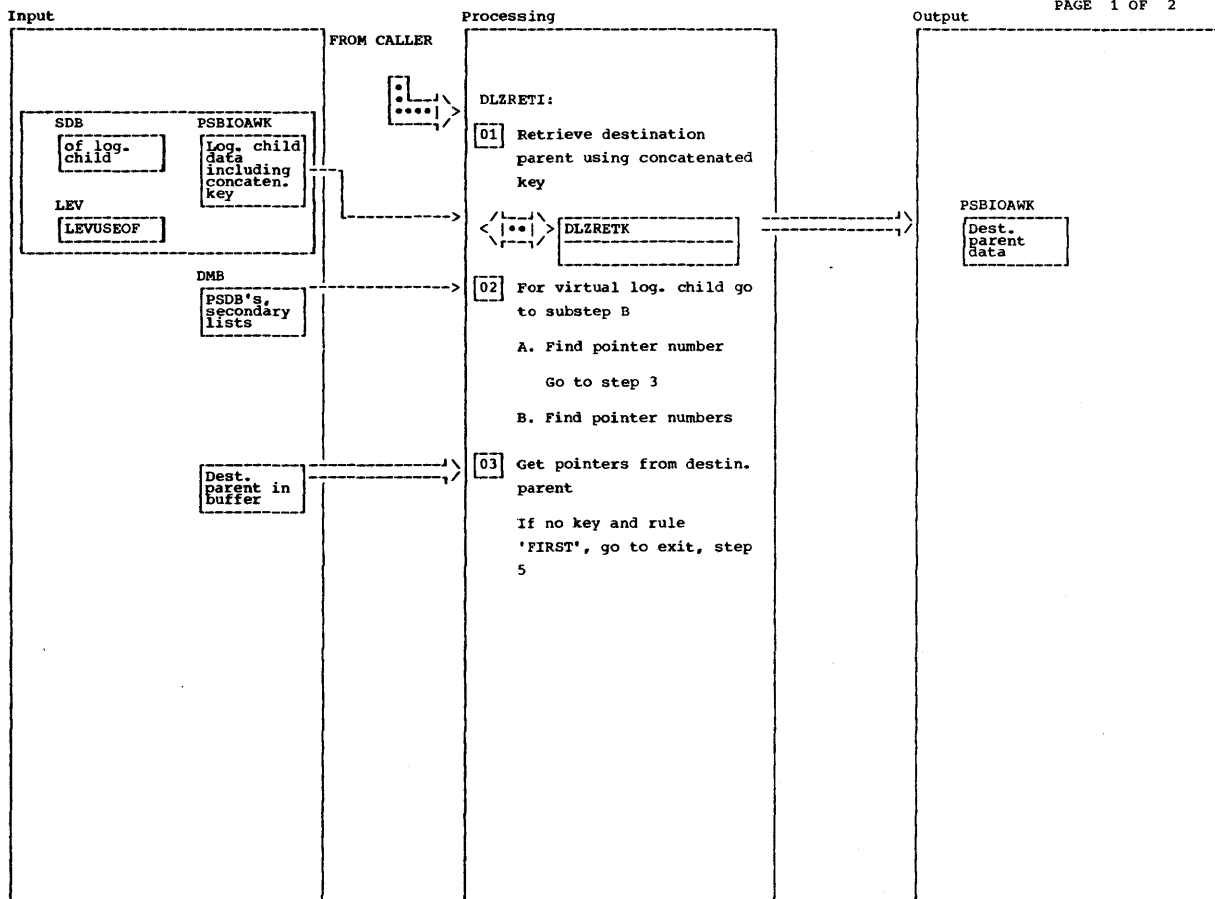 PAGE 1 OF 2
Input
Processing
Output
FROM CALLER
SDB
of log.
child
PSBIOAWK
Log. child
data
including
concaten.
key
LEV
LEVUSEOF
DMB
PSDB's,
secondary
lists
Dest.
parent in
buffer
DLZRETI:
01 Retrieve destination
parent using concatenated
key
DLZRETK
02 For virtual log. child go
to substep B
A. Find pointer number
Go to step 3
B. Find pointer numbers
03 Get pointers from destin.
parent
If no key and rule
'FIRST', go to exit, step
5
PSBIOAWK
Dest.
parent
data